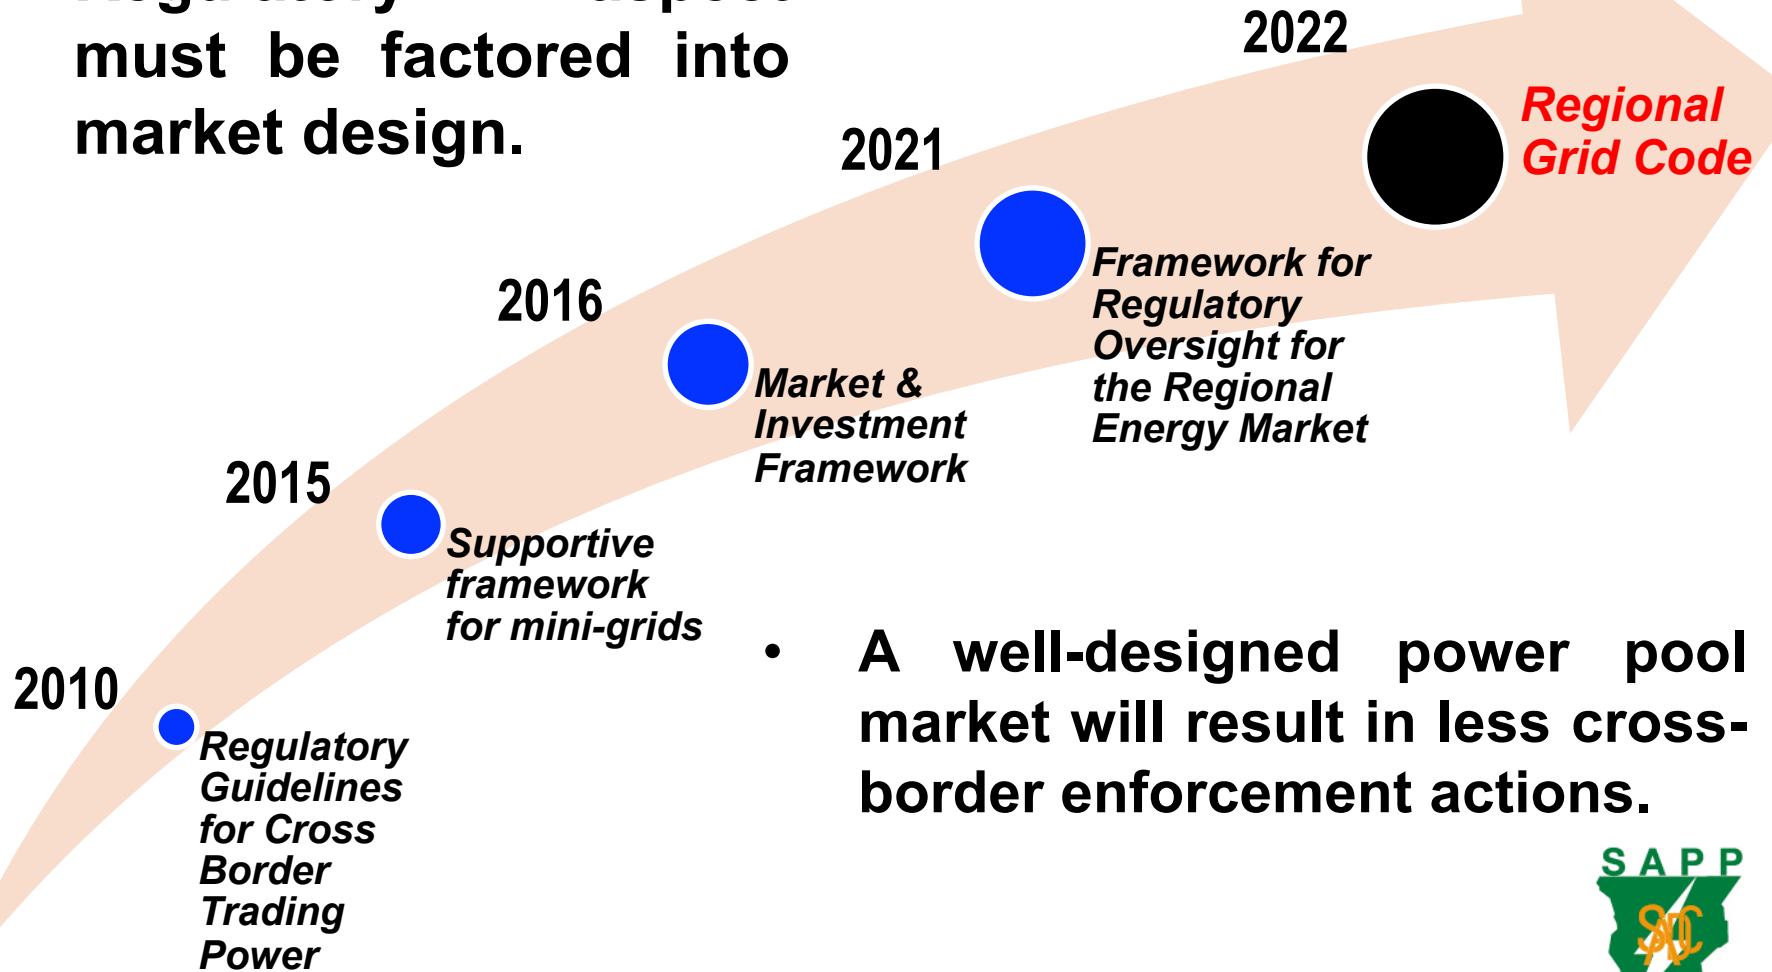 must be factored into
market design.
2022
Regional
Grid Code
2021
Framework for
Regulatory
Oversight for
the Regional
Energy Market
2016
Market &
Investment
Framework
2015
Supportive
framework
for mini-grids
2010
Regulatory
Guidelines
for Cross
Border
Trading
Power
• A well-designed power pool
market will result in less cross-
border enforcement actions.
SAPP
SADC